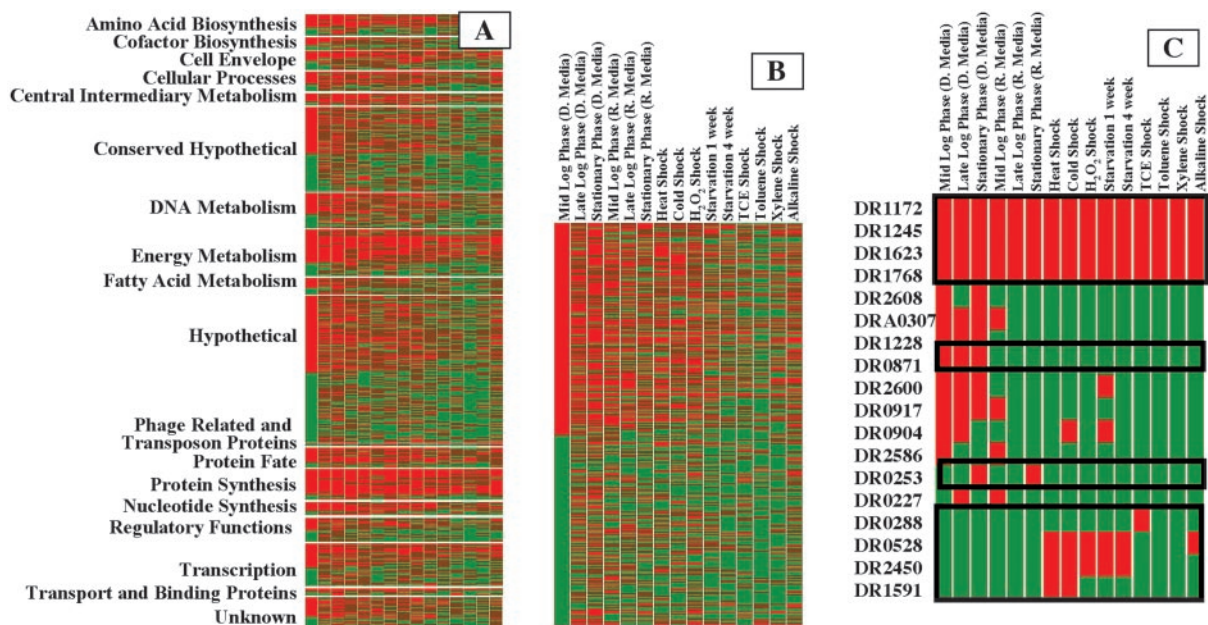 Amino Acid Biosynthesis
Cofactor Biosynthesis
Cell Envelope
Cellular Processes
Central Intermediary Metabolism
Conserved Hypothetical
DNA Metabolism
Energy Metabolism
Fatty Acid Metabolism
Hypothetical
Phage Related and
Transposon Proteins
Protein Fate
Protein Synthesis
Nucleotide Synthesis
Regulatory Functions
Transcription
Transport and Binding Proteins
Unknown
A
B
Mid Log Phase (D. Media)
Late Log Phase (D. Media)
Stationary Phase (D. Media)
Mid Log Phase (R. Media)
Late Log Phase (R. Media)
Stationary Phase (R. Media)
Heat Shock
Cold Shock
H₂O₂ Shock
Starvation 1 week
Starvation 4 week
TCE Shock
Toluene Shock
Xylene Shock
Alkaline Shock
C
Mid Log Phase (D. Media)
Late Log Phase (D. Media)
Stationary Phase (D. Media)
Mid Log Phase (R. Media)
Late Log Phase (R. Media)
Stationary Phase (R. Media)
Heat Shock
Cold Shock
H₂O₂ Shock
Starvation 1 week
Starvation 4 week
TCE Shock
Toluene Shock
Xylene Shock
Alkaline Shock
DR1172
DR1245
DR1623
DR1768
DR2608
DRA0307
DR1228
DR0871
DR2600
DR0917
DR0904
DR2586
DR0253
DR0227
DR0288
DR0528
DR2450
DR1591